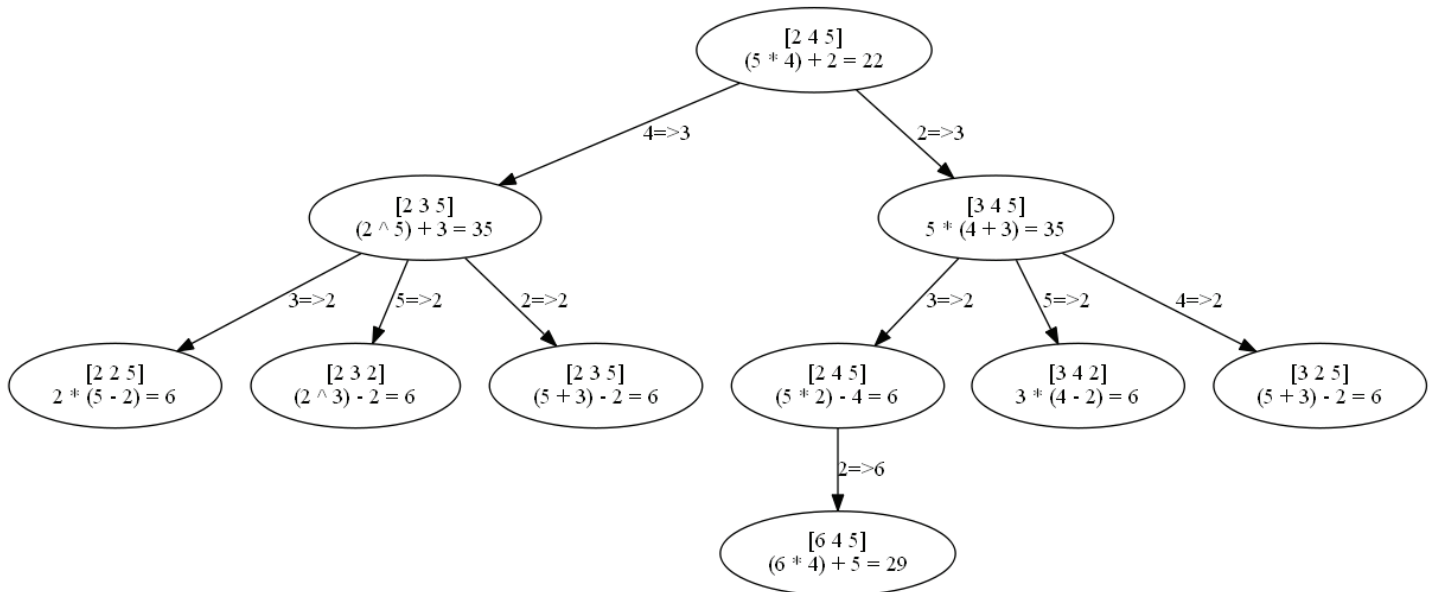 [2 4 5]
(5 * 4) + 2 = 22
4=>3
2=>3
[2 3 5]
(2 ^ 5) + 3 = 35
[3 4 5]
5 * (4 + 3) = 35
3=>2
5=>2
2=>2
3=>2
5=>2
4=>2
[2 2 5]
2 * (5 - 2) = 6
[2 3 2]
(2 ^ 3) - 2 = 6
[2 3 5]
(5 + 3) - 2 = 6
[2 4 5]
(5 * 2) - 4 = 6
[3 4 2]
3 * (4 - 2) = 6
[3 2 5]
(5 + 3) - 2 = 6
2=>6
[6 4 5]
(6 * 4) + 5 = 29